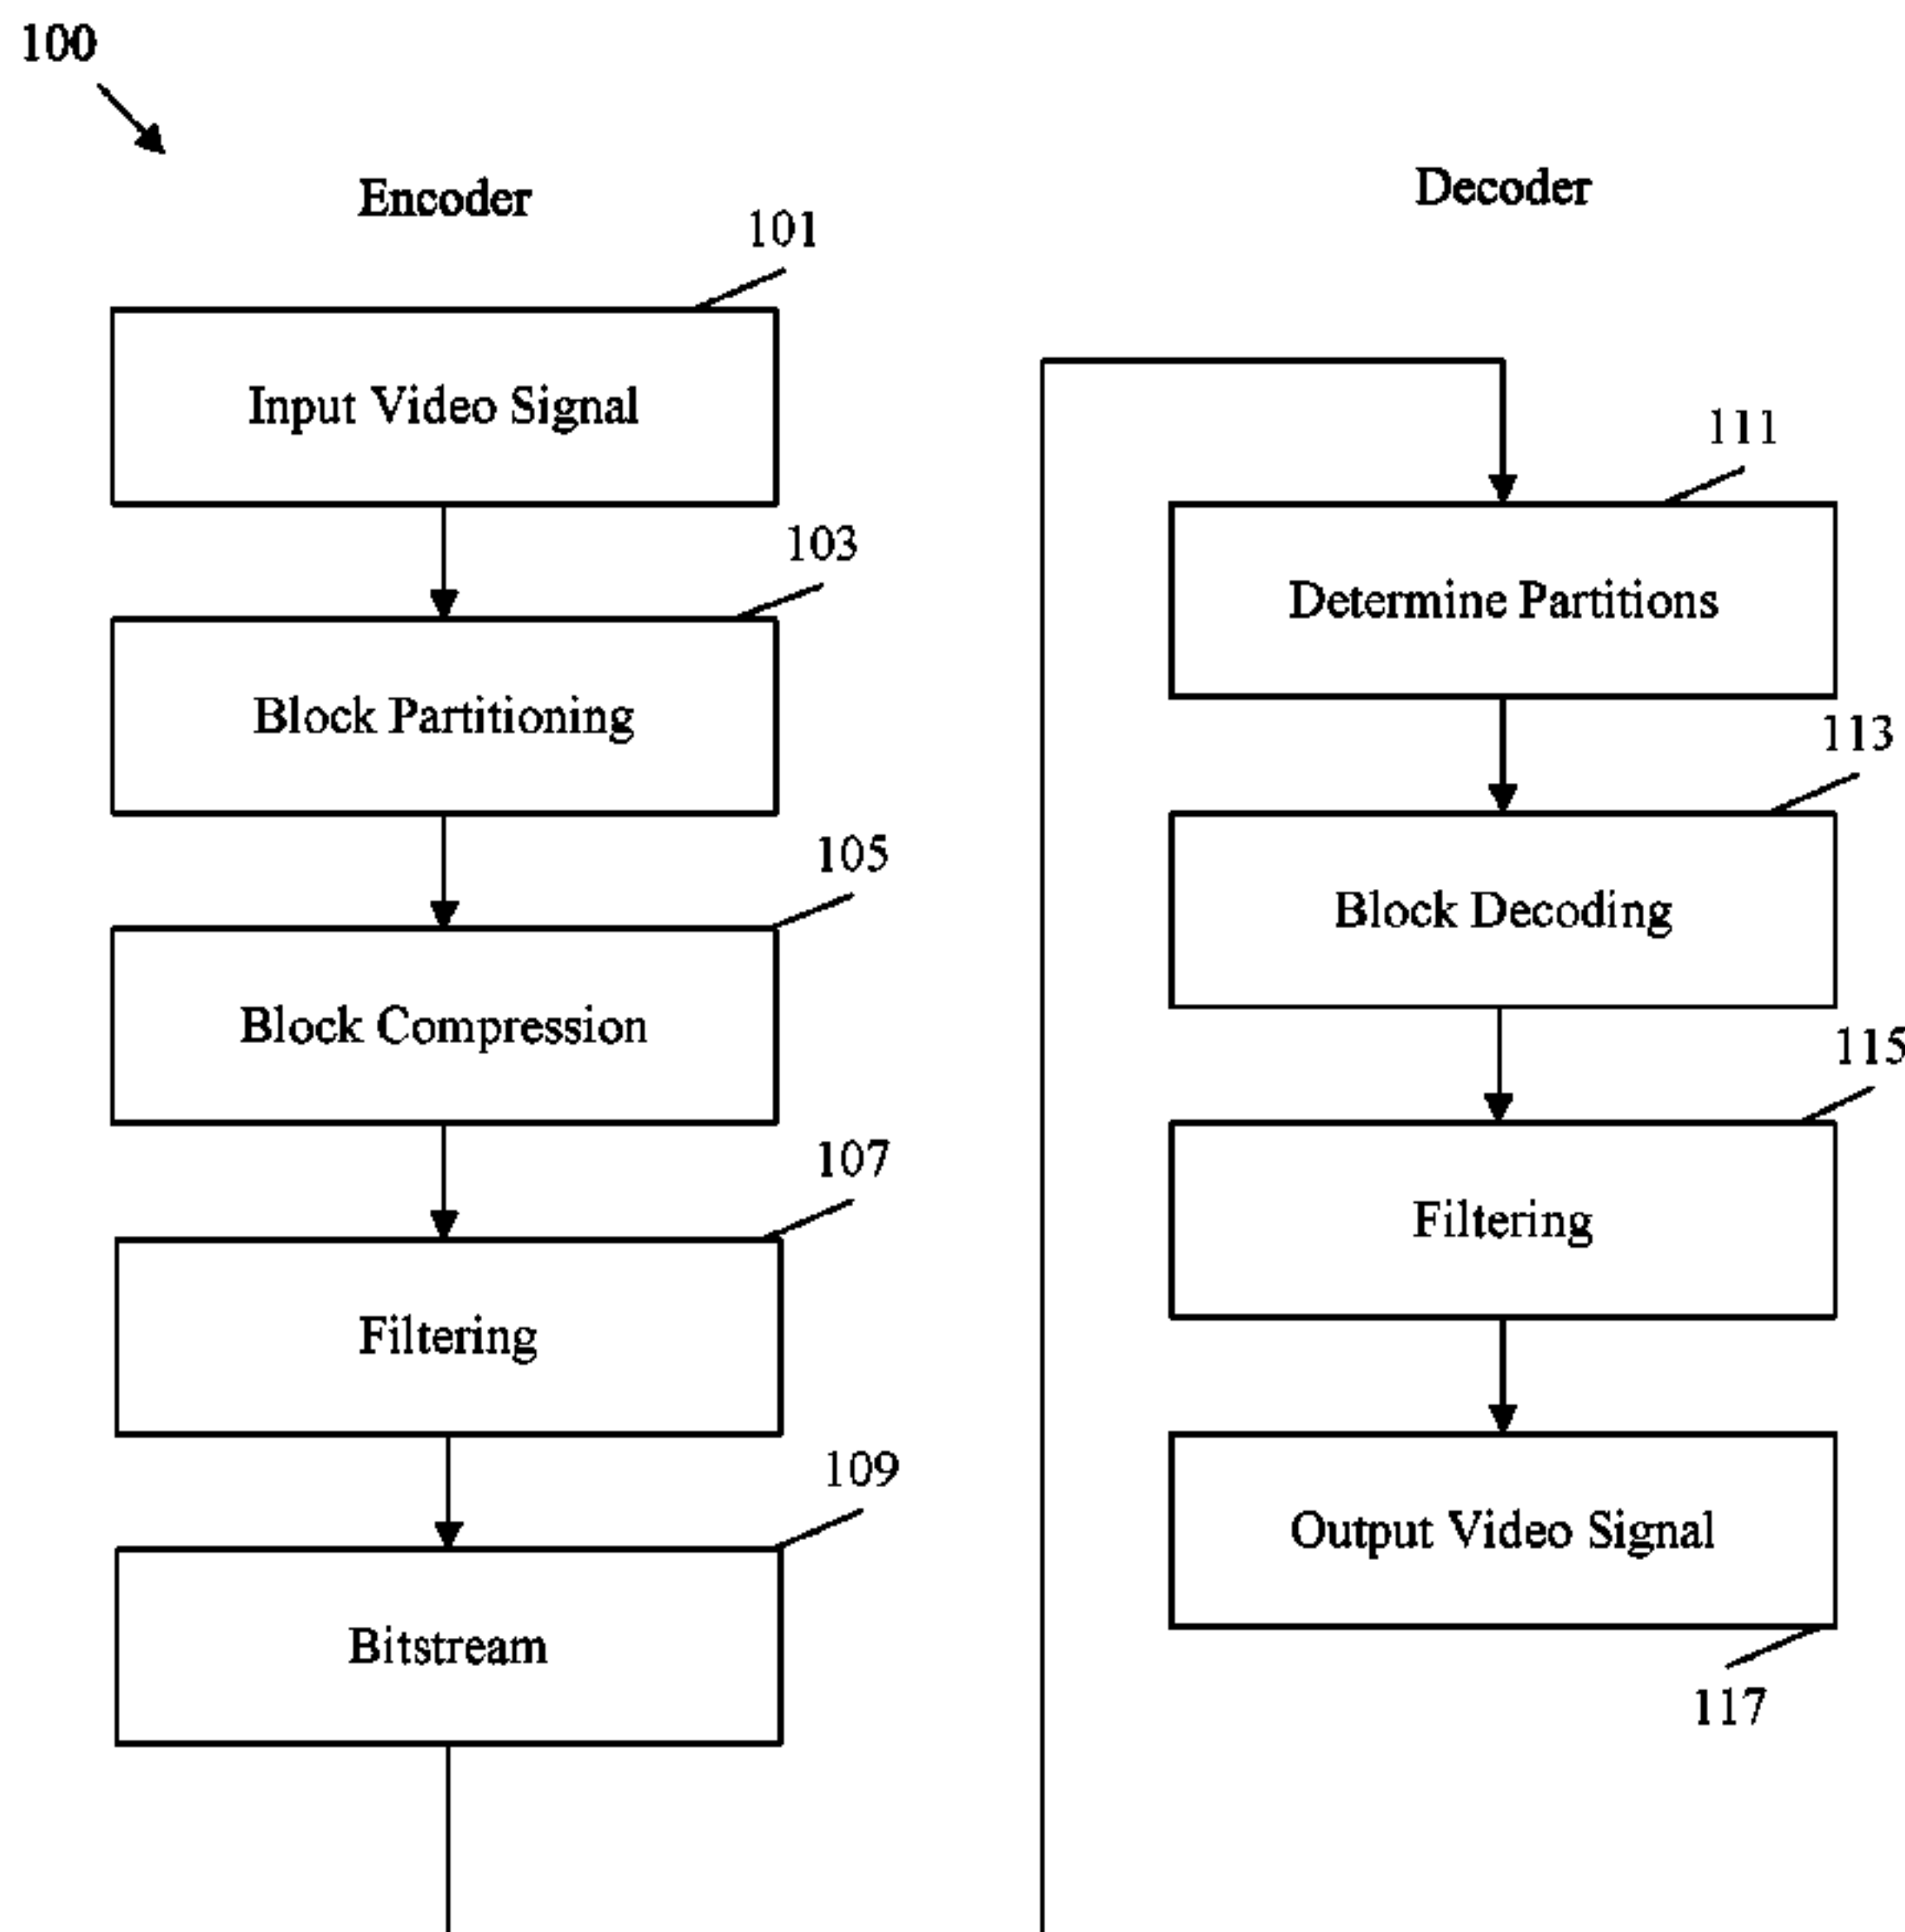 100
Encoder
101
Input Video Signal
103
Block Partitioning
105
Block Compression
107
Filtering
109
Bitstream
Decoder
111
Determine Partitions
113
Block Decoding
115
Filtering
Output Video Signal
117